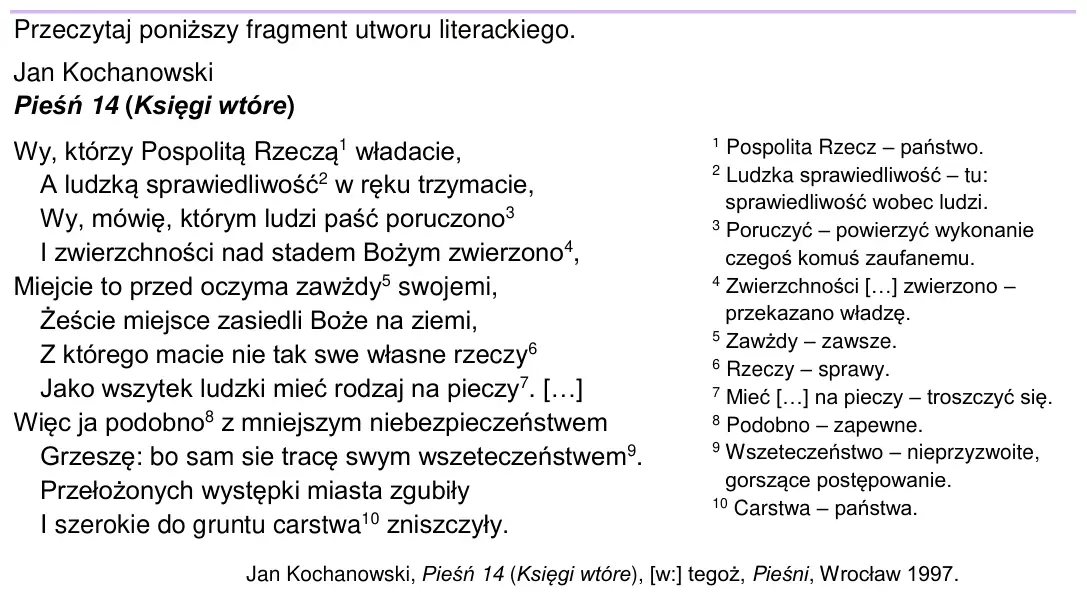 Przeczytaj poniższy fragment utworu literackiego.
Jan Kochanowski
Pieśń 14 (Księgi wtóre)
Wy, którzy Pospolitą Rzeczą¹ władacie,
A ludzką sprawiedliwość² w ręku trzymacie,
Wy, mówię, którym ludzi paść poruczono³
I zwierzchności nad stadem Bożym zwierzono⁴,
Miejcie to przed oczyma zawżdy⁵ swojemi,
Żeście miejsce zasiedli Boże na ziemi,
Z którego macie nie tak swe własne rzeczy⁶
Jako wszytek ludzki mieć rodzaj na pieczy⁷. […]
Więc ja podobno⁸ z mniejszym niebezpieczeństwem
Grzeszę: bo sam sie tracę swym wszeteczeństwem⁹.
Przełożonych występki miasta zgubiły
I szerokie do gruntu carstwa¹⁰ zniszczyły.
¹ Pospolita Rzecz – państwo.
² Ludzka sprawiedliwość – tu:
sprawiedliwość wobec ludzi.
³ Poruczyć – powierzyć wykonanie
czegoś komuś zaufanemu.
⁴ Zwierzchności […] zwierzono –
przekazano władzę.
⁵ Zawżdy – zawsze.
⁶ Rzeczy – sprawy.
⁷ Mieć […] na pieczy – troszczyć się.
⁸ Podobno – zapewne.
⁹ Wszeteczeństwo – nieprzyzwoite,
gorszące postępowanie.
¹⁰ Carstwa – państwa.
Jan Kochanowski, Pieśń 14 (Księgi wtóre), [w:] tegoż, Pieśni, Wrocław 1997.